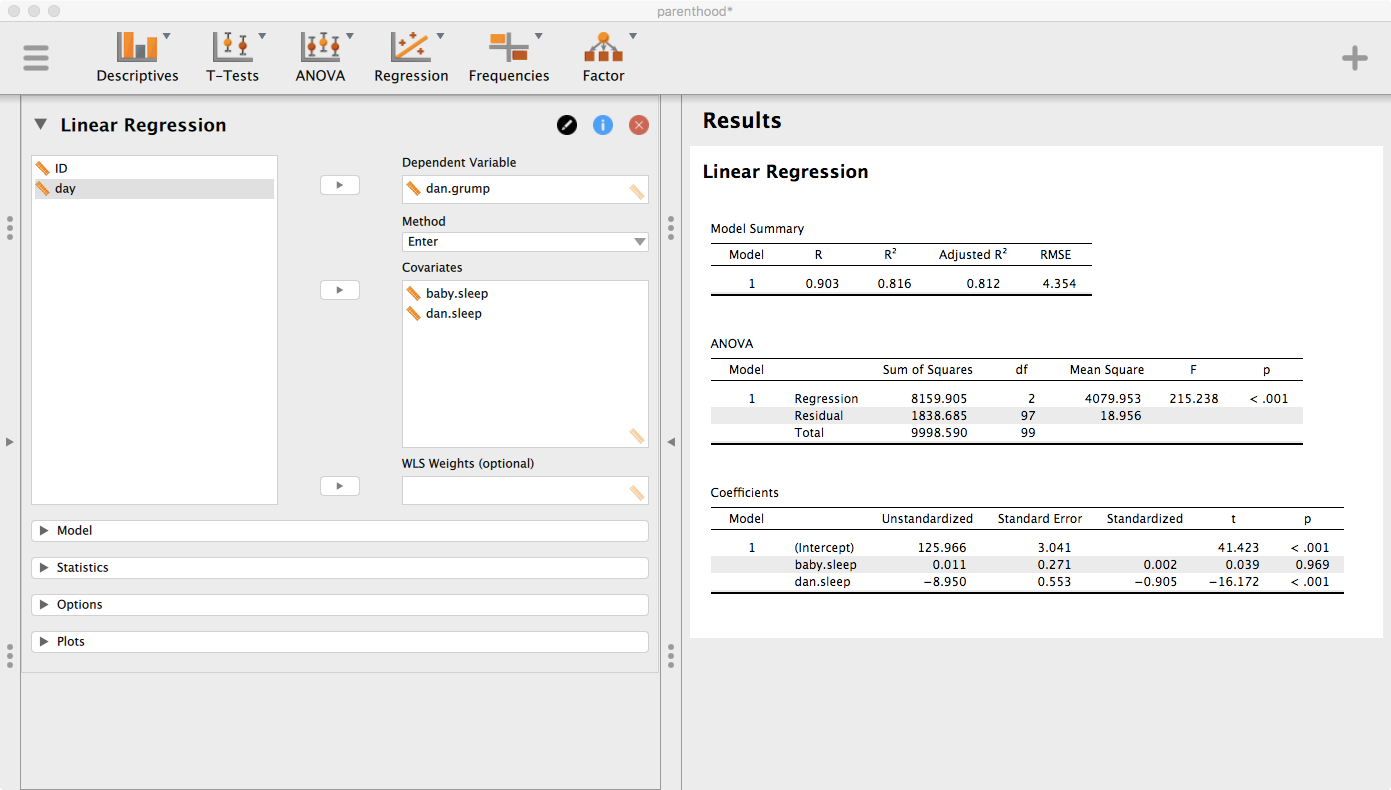 parenthood*
Descriptives T-Tests ANOVA Regression Frequencies Factor
Linear Regression
ID
day
Dependent Variable
dan.grump
Method
Enter
Covariates
baby.sleep
dan.sleep
WLS Weights (optional)
Model
Statistics
Options
Plots
Results
Linear Regression
Model Summary
Model R R² Adjusted R² RMSE
1 0.903 0.816 0.812 4.354
ANOVA
Model Sum of Squares df Mean Square F p
1 Regression 8159.905 2 4079.953 215.238 < .001
Residual 1838.685 97 18.956
Total 9998.590 99
Coefficients
Model Unstandardized Standard Error Standardized t p
1 (Intercept) 125.966 3.041 41.423 < .001
baby.sleep 0.011 0.271 0.002 0.039 0.969
dan.sleep −8.950 0.553 −0.905 −16.172 < .001